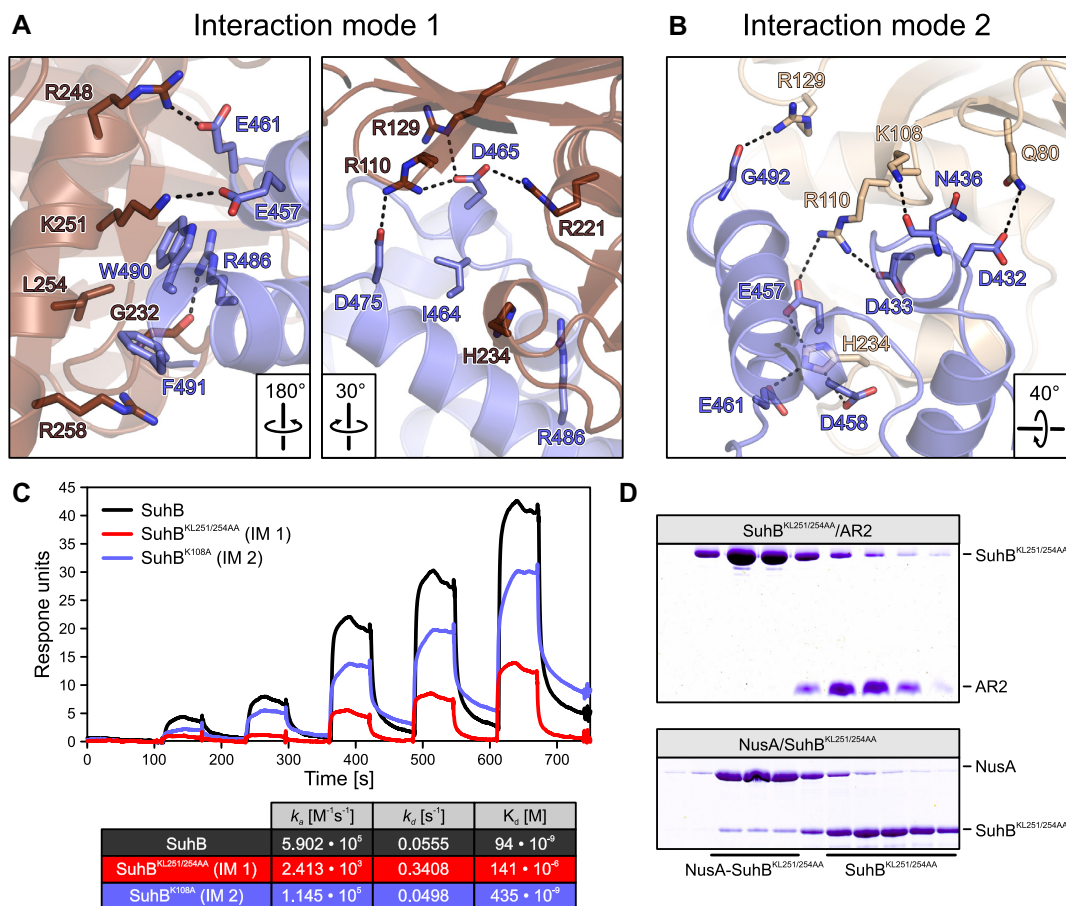 A Interaction mode 1
R248
E461
K251
E457
W490
R486
L254
G232
F491
R258
180°
R129
D465
R110
R221
D475
I464
H234
R486
30°
B Interaction mode 2
R129
K108
Q80
G492
N436
R110
E457
D433
D432
H234
E461
D458
40°
C
45
40
35
30
25
20
15
10
5
0
Respone units
SuhB
SuhB^KL251/254AA (IM 1)
SuhB^K108A (IM 2)
0 100 200 300 400 500 600 700
Time [s]
k_a [M⁻¹s⁻¹] k_d [s⁻¹] K_d [M]
SuhB 5.902 • 10⁵ 0.0555 94 • 10⁻⁹
SuhB^KL251/254AA (IM 1) 2.413 • 10³ 0.3408 141 • 10⁻⁶
SuhB^K108A (IM 2) 1.145 • 10⁵ 0.0498 435 • 10⁻⁹
D
SuhB^KL251/254AA/AR2
SuhB^KL251/254AA
AR2
NusA/SuhB^KL251/254AA
NusA
SuhB^KL251/254AA
NusA-SuhB^KL251/254AA SuhB^KL251/254AA